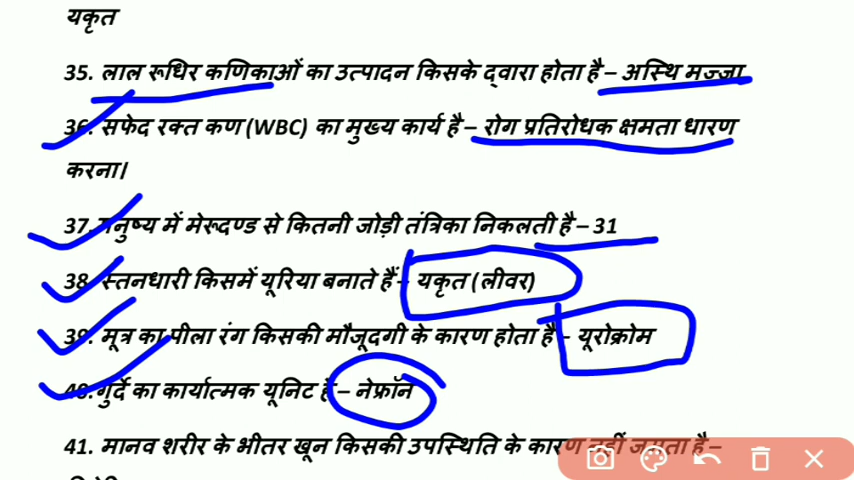 यकृत
35. लाल रूधिर कणिकाओं का उत्पादन किसके द्वारा होता है – अस्थि मज्जा
36. सफेद रक्त कण (WBC) का मुख्य कार्य है – रोग प्रतिरोधक क्षमता धारण
करना।
37. मनुष्य में मेरूदण्ड से कितनी जोड़ी तंत्रिका निकलती है – 31
38. स्तनधारी किसमें यूरिया बनाते हैं – यकृत (लीवर)
39. मूत्र का पीला रंग किसकी मौजूदगी के कारण होता है – यूरोक्रोम
40. गुर्दे का कार्यात्मक यूनिट है – नेफ्रॉन
41. मानव शरीर के भीतर खून किसकी उपस्थिति के कारण नहीं जमता है –